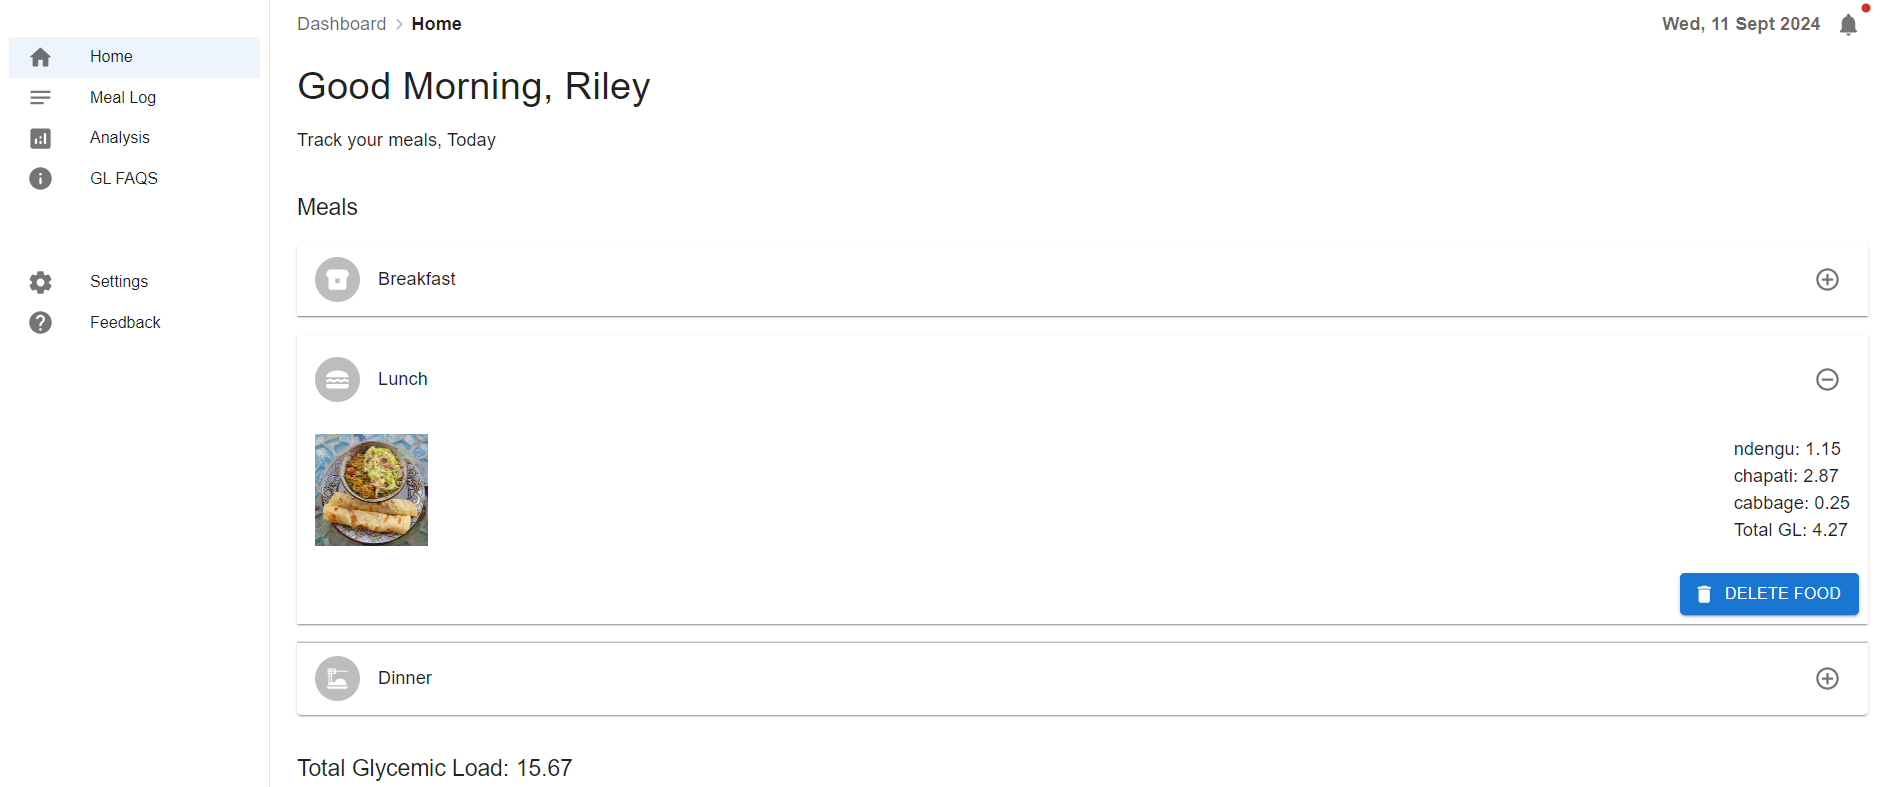 Dashboard > Home
Wed, 11 Sept 2024
Home
Meal Log
Analysis
GL FAQS
Settings
Feedback
Good Morning, Riley
Track your meals, Today
Meals
Breakfast
Lunch
ndengu: 1.15
chapati: 2.87
cabbage: 0.25
Total GL: 4.27
DELETE FOOD
Dinner
Total Glycemic Load: 15.67